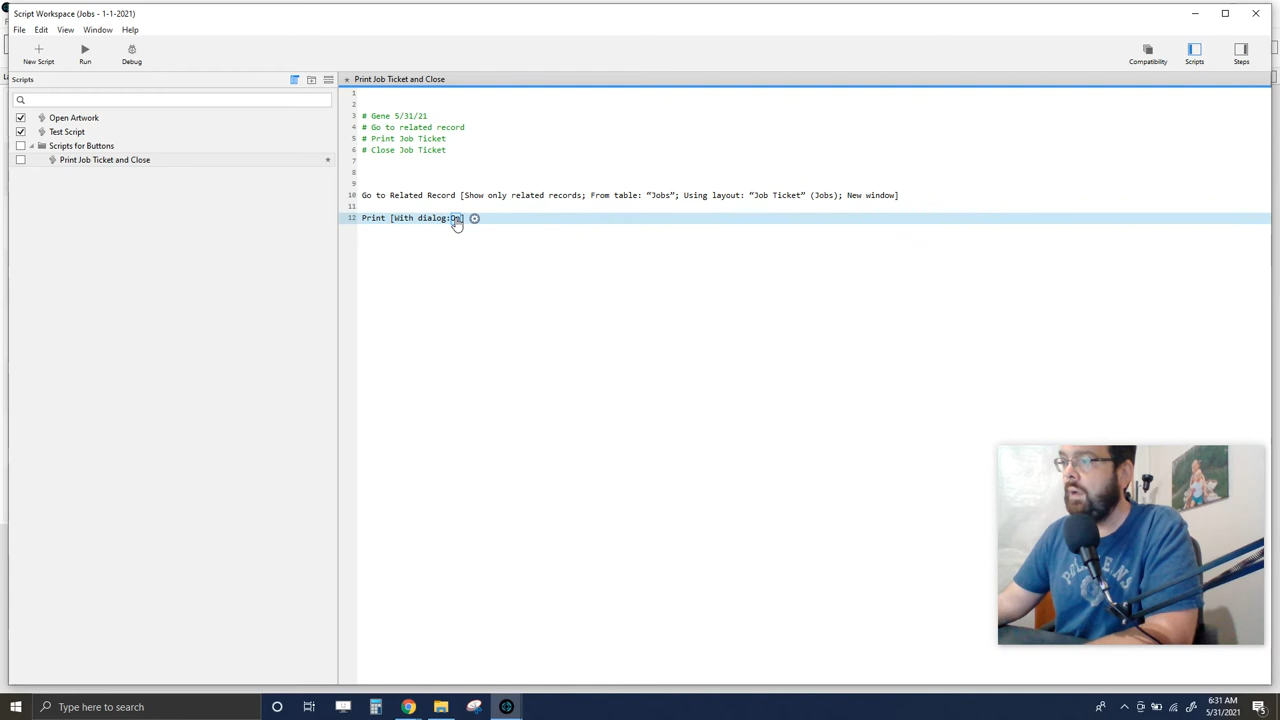 Script Workspace (Jobs - 1-1-2021)
File Edit View Window Help
New Script Run Debug Compatibility Scripts Steps
Scripts
* Print Job Ticket and Close
Open Artwork
Test Script
Scripts for Buttons
Print Job Ticket and Close *
1
2
3 # Gene 5/31/21
4 # Go to related record
5 # Print Job Ticket
6 # Close Job Ticket
7
8
9
10 Go to Related Record [Show only related records; From table: “Jobs”; Using layout: “Job Ticket” (Jobs); New window]
11
12 Print [With dialog:On]
Type here to search
6:31 AM
5/31/2021